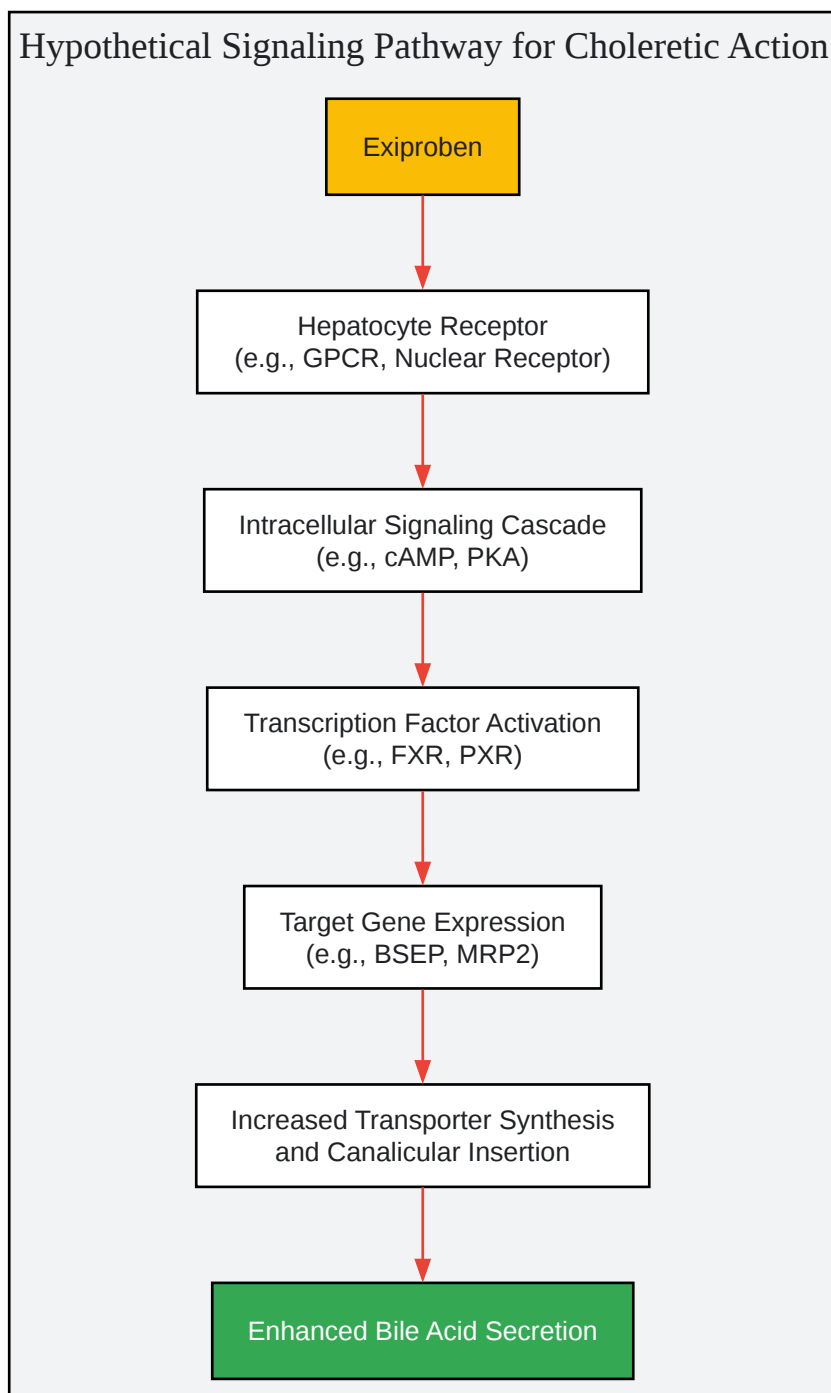 Hypothetical Signaling Pathway for Choleretic Action
Exiproben
Hepatocyte Receptor
(e.g., GPCR, Nuclear Receptor)
Intracellular Signaling Cascade
(e.g., cAMP, PKA)
Transcription Factor Activation
(e.g., FXR, PXR)
Target Gene Expression
(e.g., BSEP, MRP2)
Increased Transporter Synthesis
and Canalicular Insertion
Enhanced Bile Acid Secretion